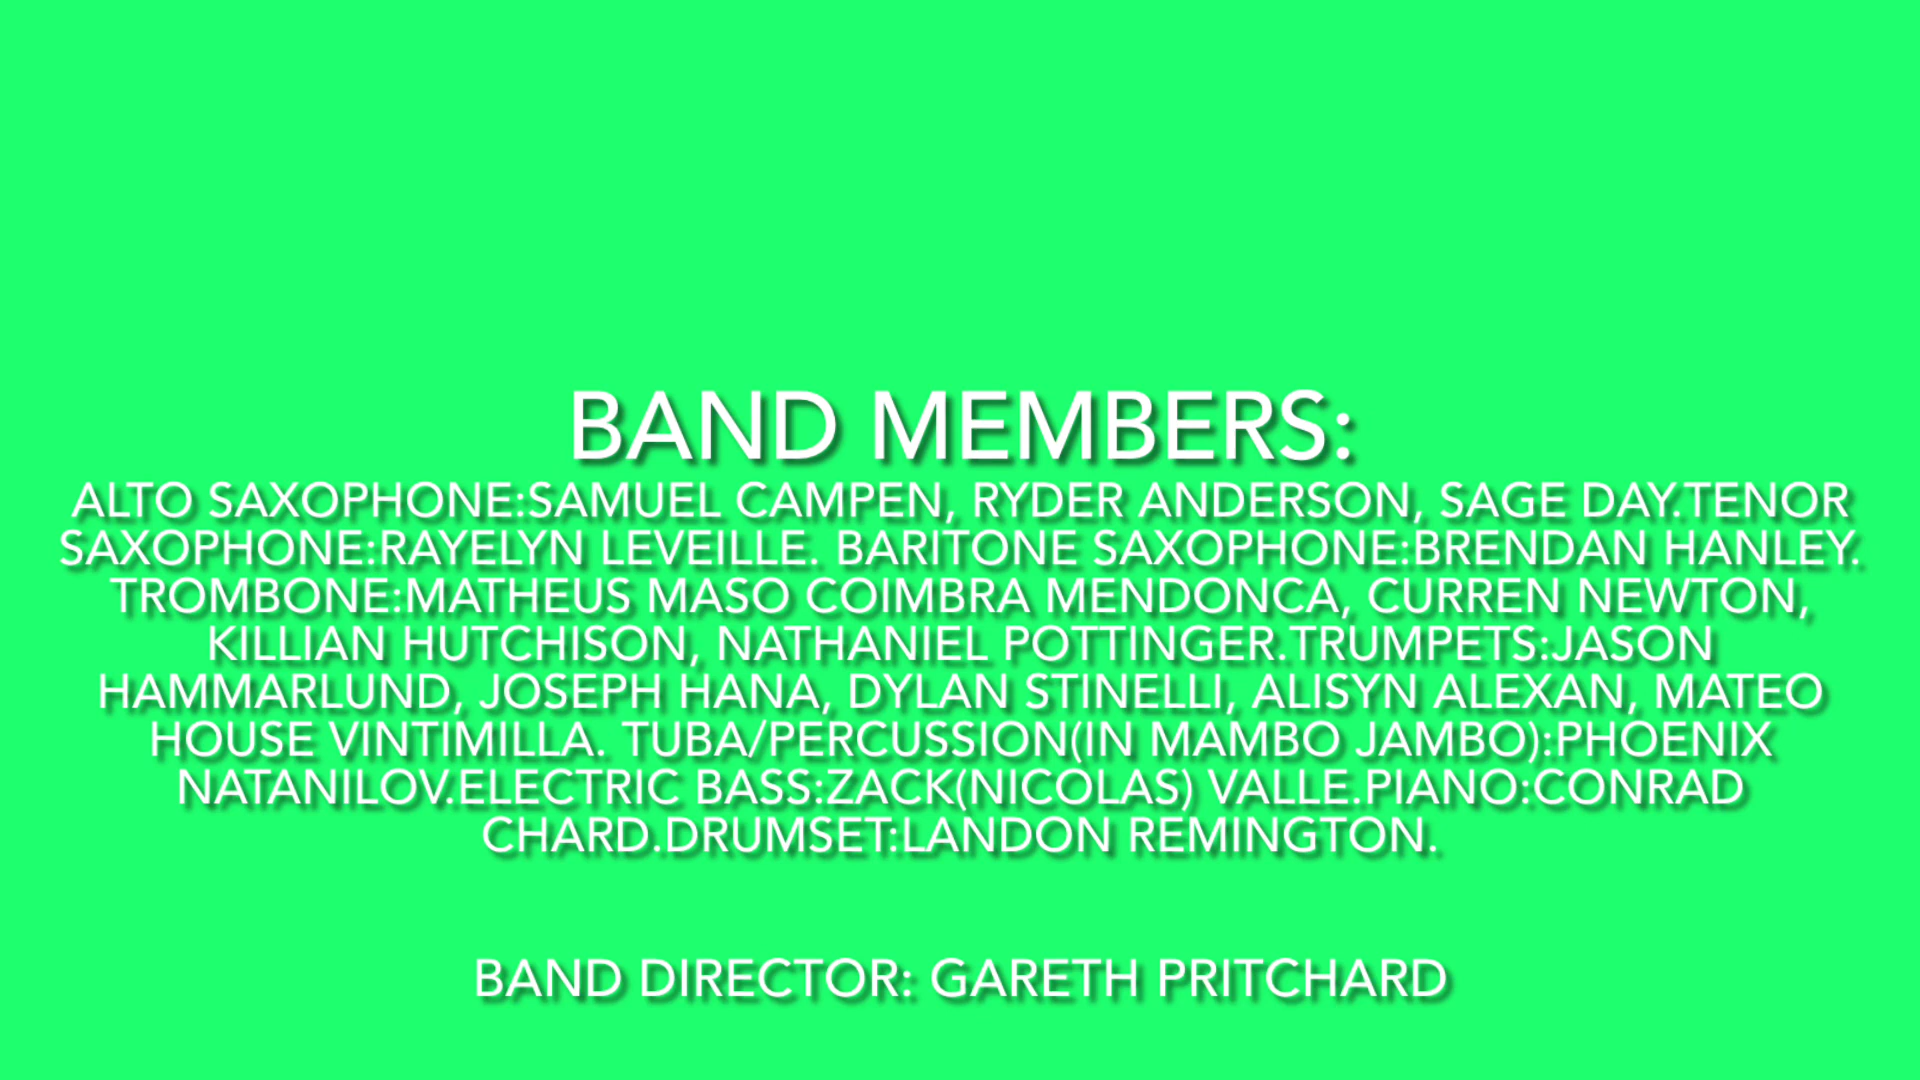 BAND MEMBERS:
ALTO SAXOPHONE:SAMUEL CAMPEN, RYDER ANDERSON, SAGE DAY.TENOR
SAXOPHONE:RAYELYN LEVEILLE. BARITONE SAXOPHONE:BRENDAN HANLEY.
TROMBONE:MATHEUS MASO COIMBRA MENDONCA, CURREN NEWTON,
KILLIAN HUTCHISON, NATHANIEL POTTINGER.TRUMPETS:JASON
HAMMARLUND, JOSEPH HANA, DYLAN STINELLI, ALISYN ALEXAN, MATEO
HOUSE VINTIMILLA. TUBA/PERCUSSION(IN MAMBO JAMBO):PHOENIX
NATANILOV.ELECTRIC BASS:ZACK(NICOLAS) VALLE.PIANO:CONRAD
CHARD.DRUMSET:LANDON REMINGTON.
BAND DIRECTOR: GARETH PRITCHARD